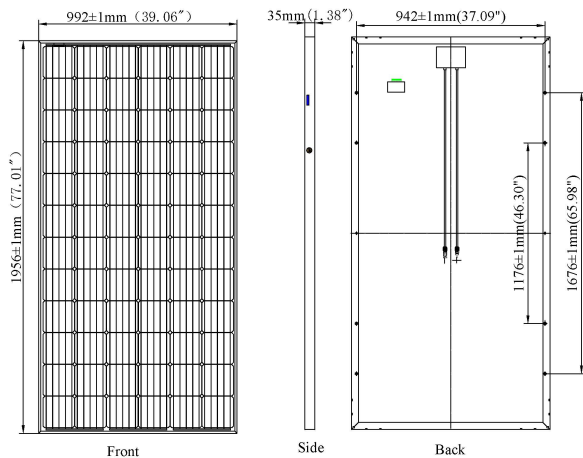 992±1mm (39.06″)
35mm(1.38")
942±1mm(37.09")
1956±1mm (77.01″)
1176±1mm(46.30")
1676±1mm(65.98")
Front
Side
Back